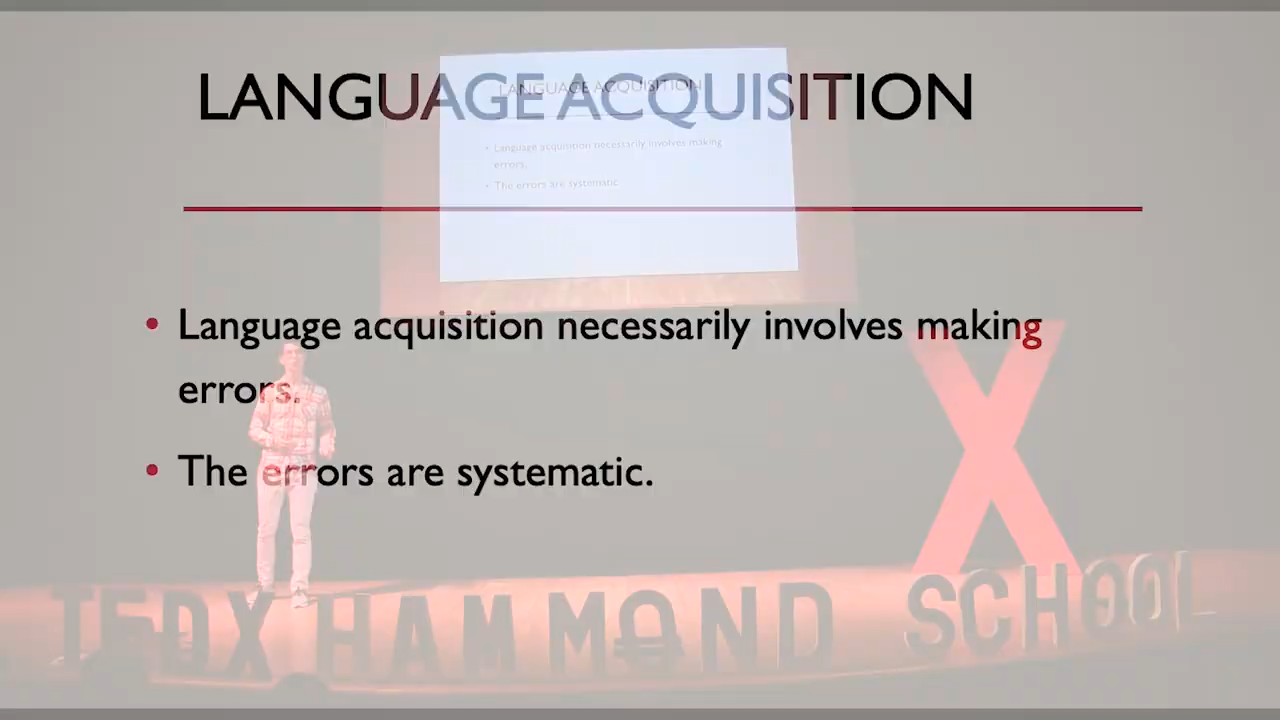 LANGUAGE ACQUISITION
LANGUAGE ACQUISITION
• Language acquisition necessarily involves making
errors.
• The errors are systematic.
• Language acquisition necessarily involves making
errors.
• The errors are systematic.
X
TEDX HAMMOND SCHOOL